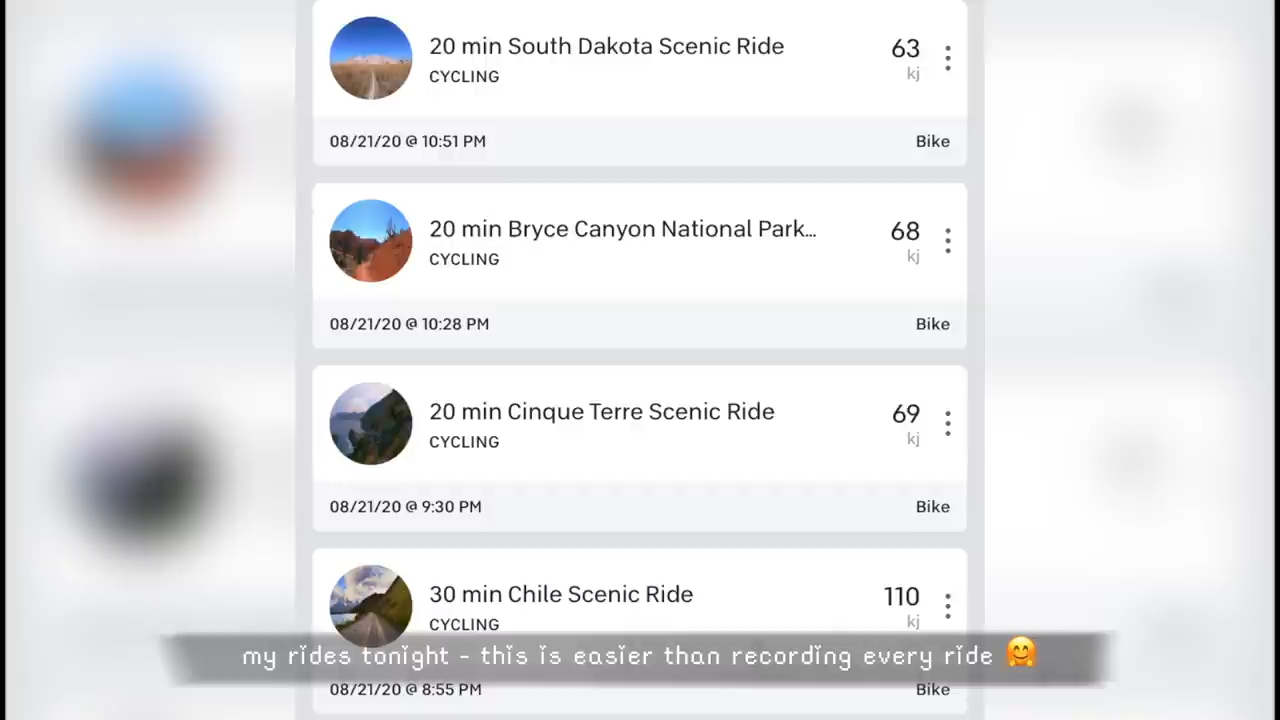 20 min South Dakota Scenic Ride
63
CYCLING
kj
08/21/20 @ 10:51 PM
Bike
20 min Bryce Canyon National Park...
68
CYCLING
kj
08/21/20 @ 10:28 PM
Bike
20 min Cinque Terre Scenic Ride
69
CYCLING
kj
08/21/20 @ 9:30 PM
Bike
30 min Chile Scenic Ride
110
CYCLING
kj
my rides tonight - this is easier than recording every ride 🤗
08/21/20 @ 8:55 PM
Bike